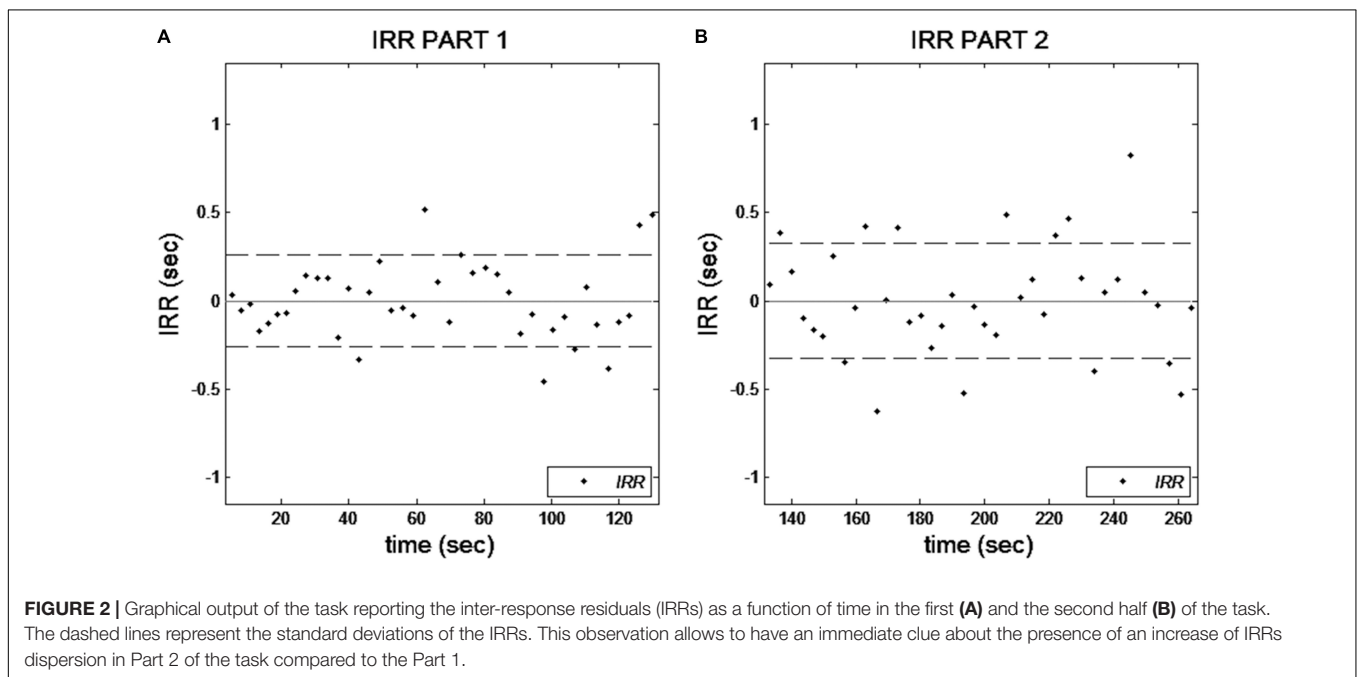 A
IRR PART 1
1
0.5
0
-0.5
-1
IRR (sec)
20 40 60 80 100 120
time (sec)
IRR
B
IRR PART 2
1
0.5
0
-0.5
-1
IRR (sec)
140 160 180 200 220 240 260
time (sec)
IRR
FIGURE 2 | Graphical output of the task reporting the inter-response residuals (IRRs) as a function of time in the first (A) and the second half (B) of the task.
The dashed lines represent the standard deviations of the IRRs. This observation allows to have an immediate clue about the presence of an increase of IRRs
dispersion in Part 2 of the task compared to the Part 1.